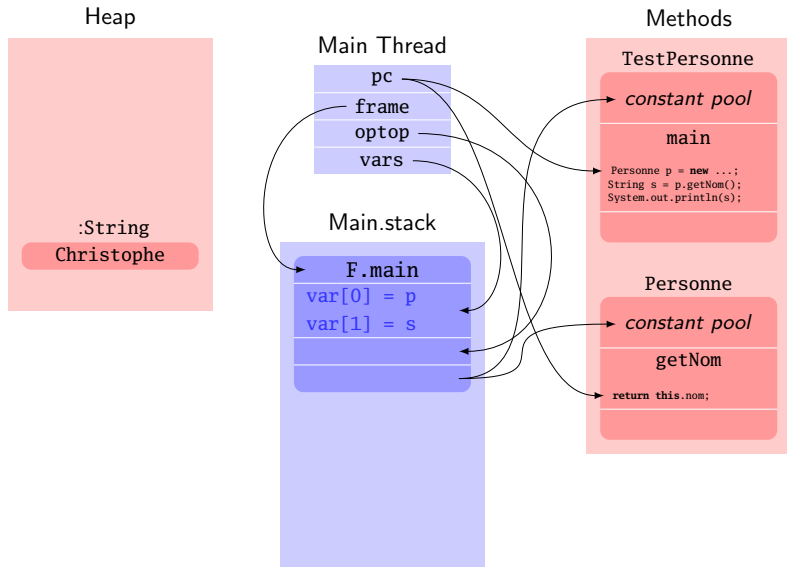 Heap
:String
Christophe
Main Thread
pc
frame
optop
vars
Main.stack
F.main
var[0] = p
var[1] = s
Methods
TestPersonne
constant pool
main
Personne p = new ...;
String s = p.getNom();
System.out.println(s);
Personne
constant pool
getNom
return this.nom;